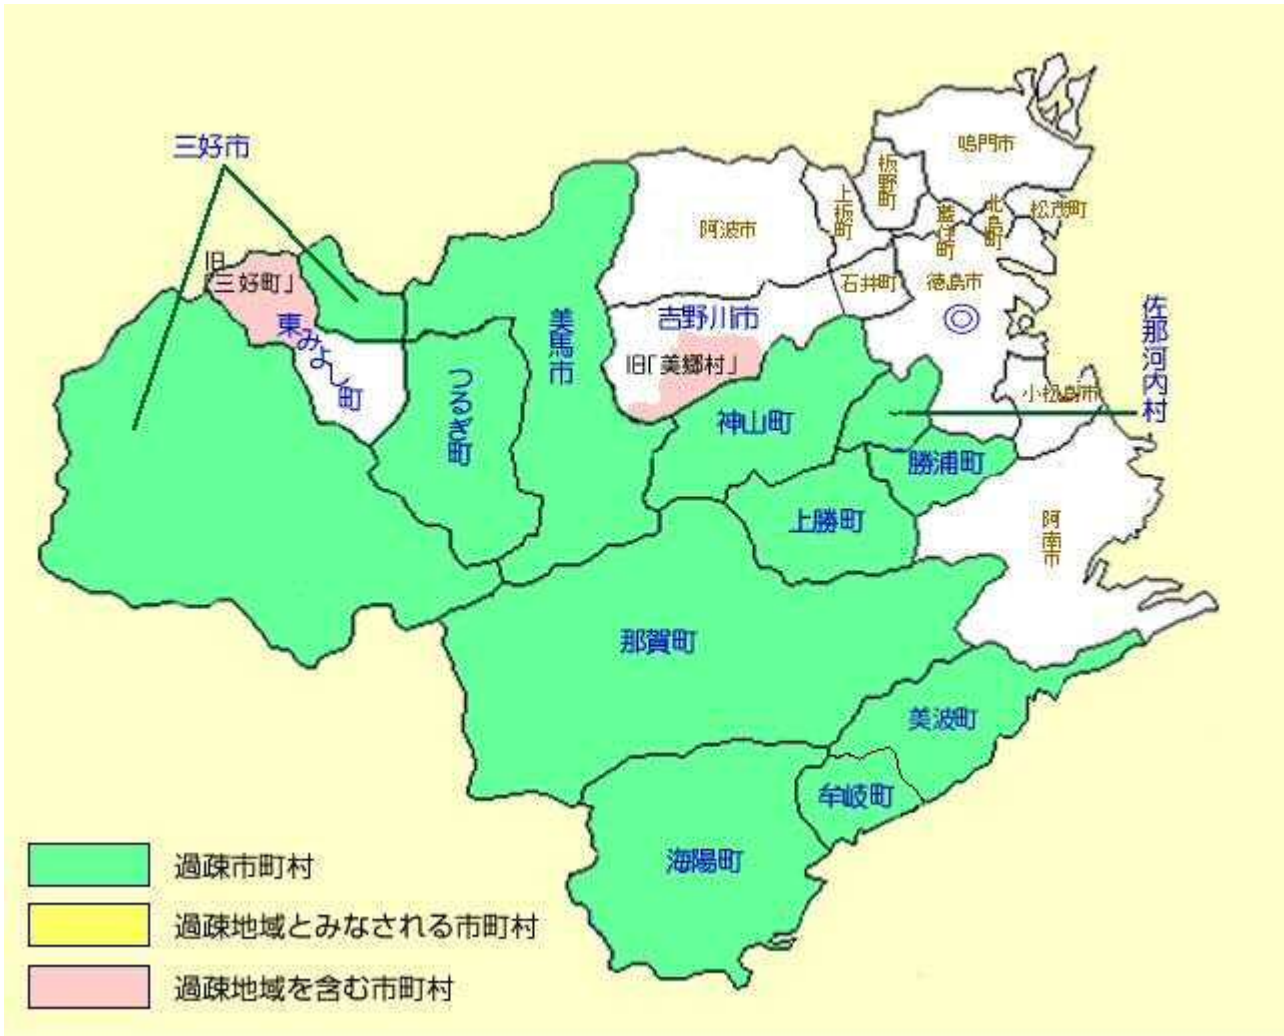 三好市
鳴門市
板野町
上板町
藍住町
北島町
松茂町
阿波市
石井町
徳島市
旧
「三好町」
東みよし町
美馬市
吉野川市
旧「美郷村」
佐那河内村
小松島市
つるぎ町
神山町
勝浦町
上勝町
阿南市
那賀町
美波町
牟岐町
海陽町
過疎市町村
過疎地域とみなされる市町村
過疎地域を含む市町村